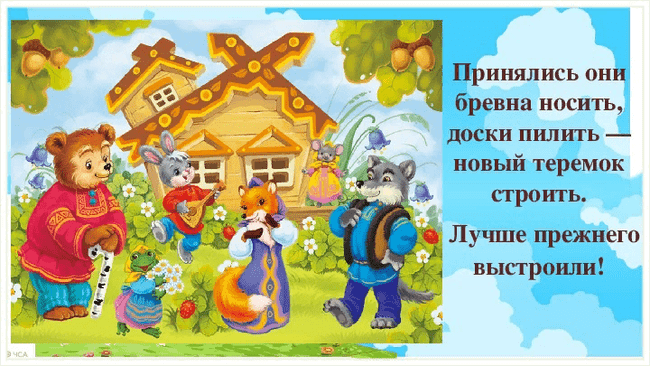 Принялись они
бревна носить,
доски пилить —
новый теремок
строить.
Лучше прежнего
выстроили!